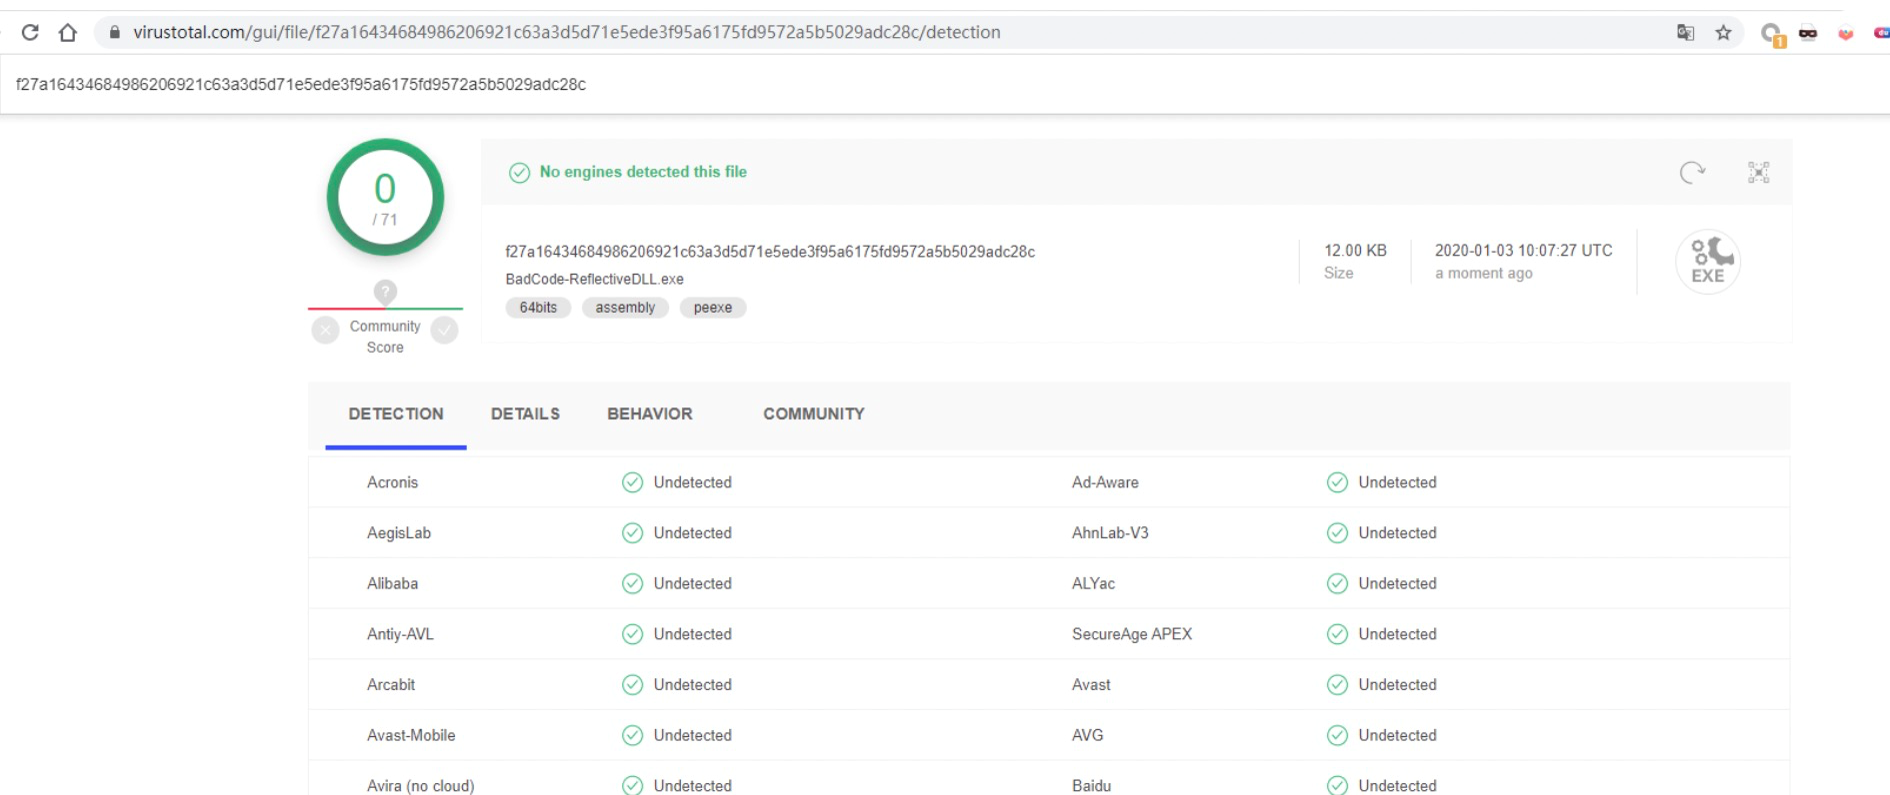 virustotal.com/gui/file/f27a16434684986206921c63a3d5d71e5ede3f95a6175fd9572a5b5029adc28c/detection
1
du
f27a16434684986206921c63a3d5d71e5ede3f95a6175fd9572a5b5029adc28c
0
/ 71
No engines detected this file
f27a16434684986206921c63a3d5d71e5ede3f95a6175fd9572a5b5029adc28c
BadCode-ReflectiveDLL.exe
64bits assembly peexe
12.00 KB
Size
2020-01-03 10:07:27 UTC
a moment ago
EXE
?
Community
Score
DETECTION DETAILS BEHAVIOR COMMUNITY
Acronis Undetected Ad-Aware Undetected
AegisLab Undetected AhnLab-V3 Undetected
Alibaba Undetected ALYac Undetected
Antiy-AVL Undetected SecureAge APEX Undetected
Arcabit Undetected Avast Undetected
Avast-Mobile Undetected AVG Undetected
Avira (no cloud) Undetected Baidu Undetected